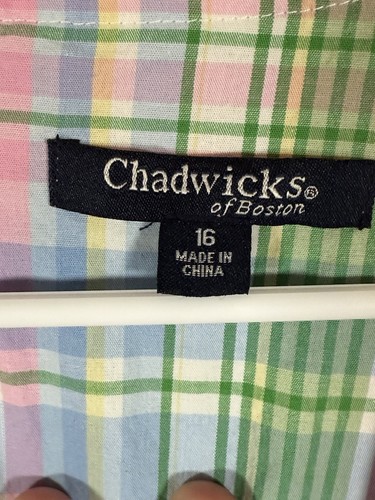 Chadwicks®
of Boston
16
MADE IN
CHINA